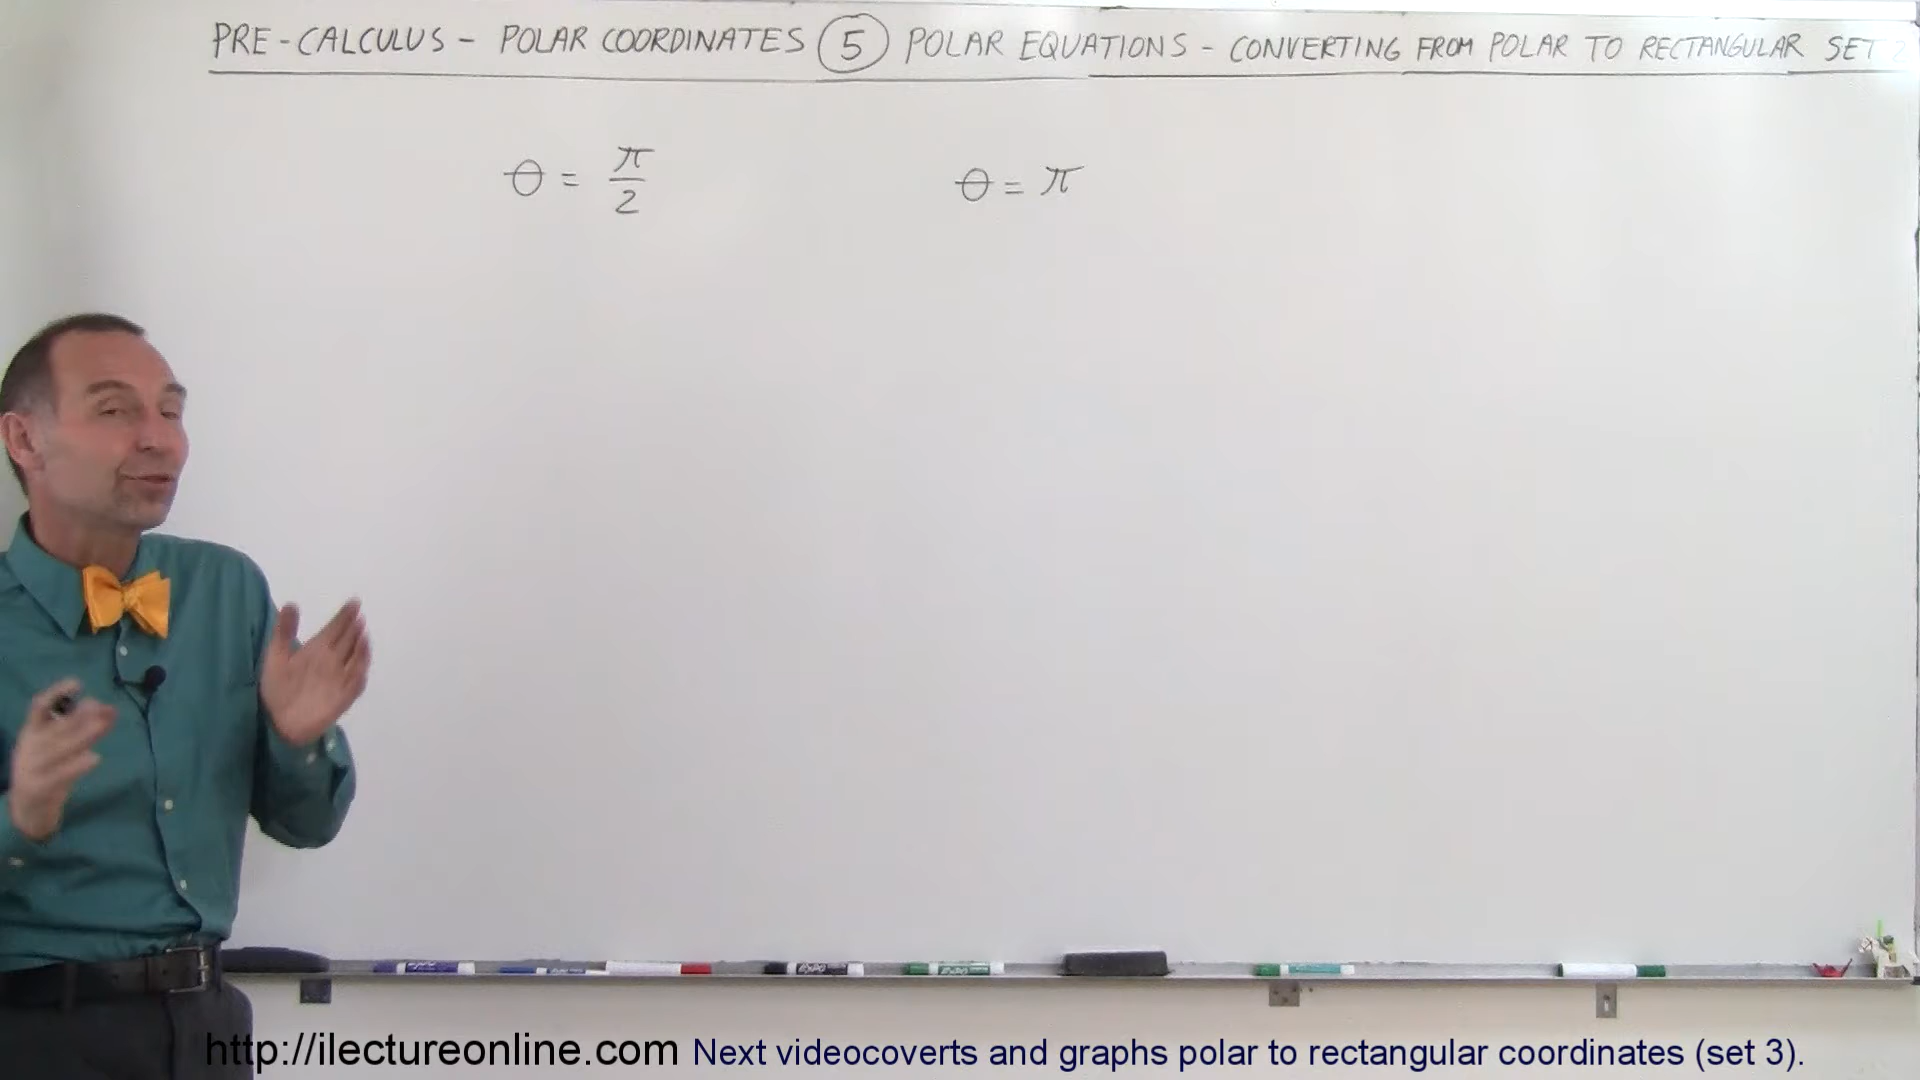 PRE-CALCULUS - POLAR COORDINATES 5 POLAR EQUATIONS - CONVERTING FROM POLAR TO RECTANGULAR SET 2
θ = π/2
θ = π
http://ilectureonline.com Next videocoverts and graphs polar to rectangular coordinates (set 3).